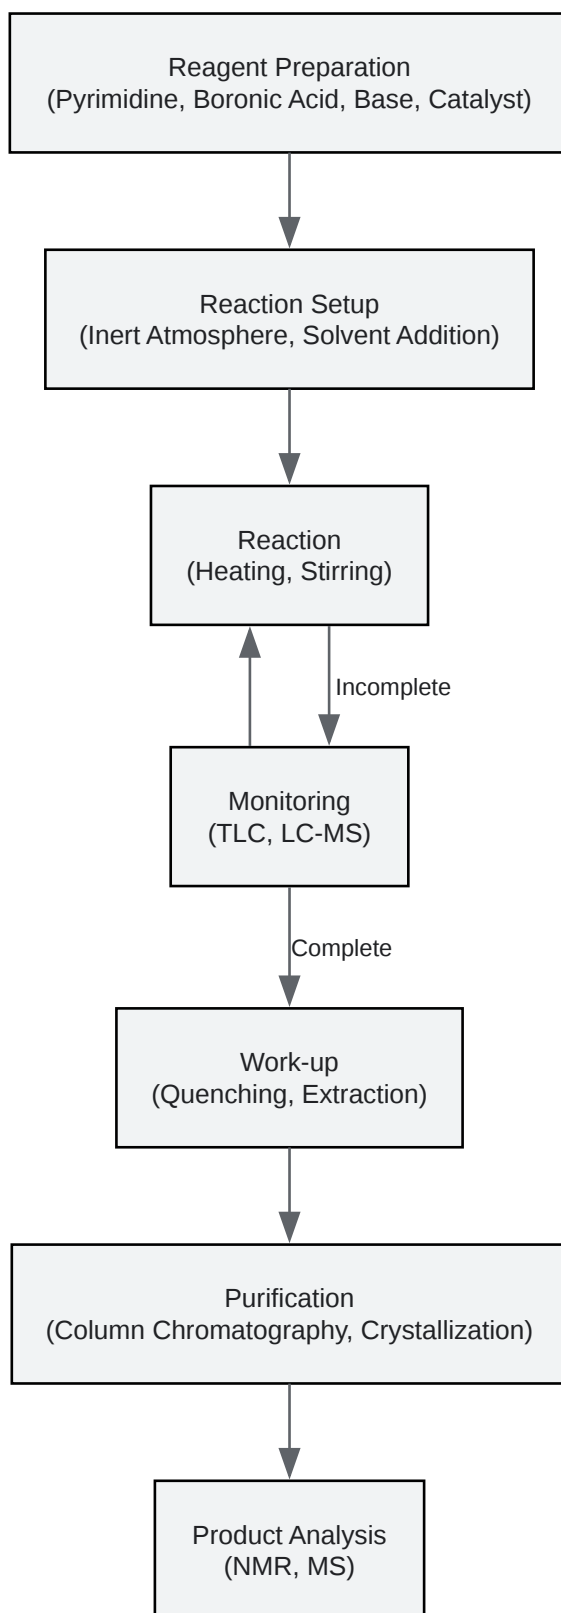 Reagent Preparation
(Pyrimidine, Boronic Acid, Base, Catalyst)
Reaction Setup
(Inert Atmosphere, Solvent Addition)
Reaction
(Heating, Stirring)
Incomplete
Monitoring
(TLC, LC-MS)
Complete
Work-up
(Quenching, Extraction)
Purification
(Column Chromatography, Crystallization)
Product Analysis
(NMR, MS)